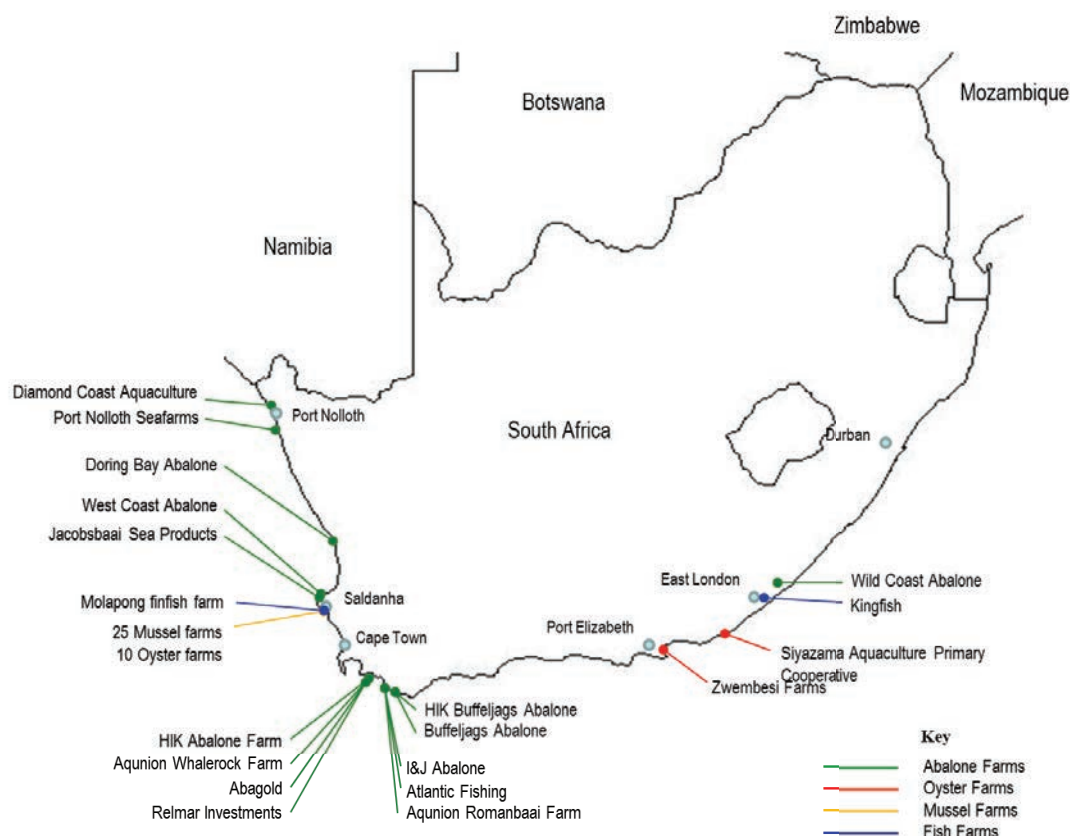 Zimbabwe
Botswana
Mozambique
Namibia
Diamond Coast Aquaculture
Port Nolloth
Port Nolloth Seafarms
South Africa
Durban
Doring Bay Abalone
West Coast Abalone
Jacobsbaai Sea Products
East London
Wild Coast Abalone
Molapong finfish farm
Saldanha
Kingfish
25 Mussel farms
10 Oyster farms
Cape Town
Port Elizabeth
Siyazama Aquaculture Primary
Cooperative
Zwembesi Farms
HIK Buffeljags Abalone
Buffeljags Abalone
HIK Abalone Farm
Aqunion Whalerock Farm
Abagold
Relmar Investments
I&J Abalone
Atlantic Fishing
Aqunion Romanbaai Farm
Key
Abalone Farms
Oyster Farms
Mussel Farms
Fish Farms